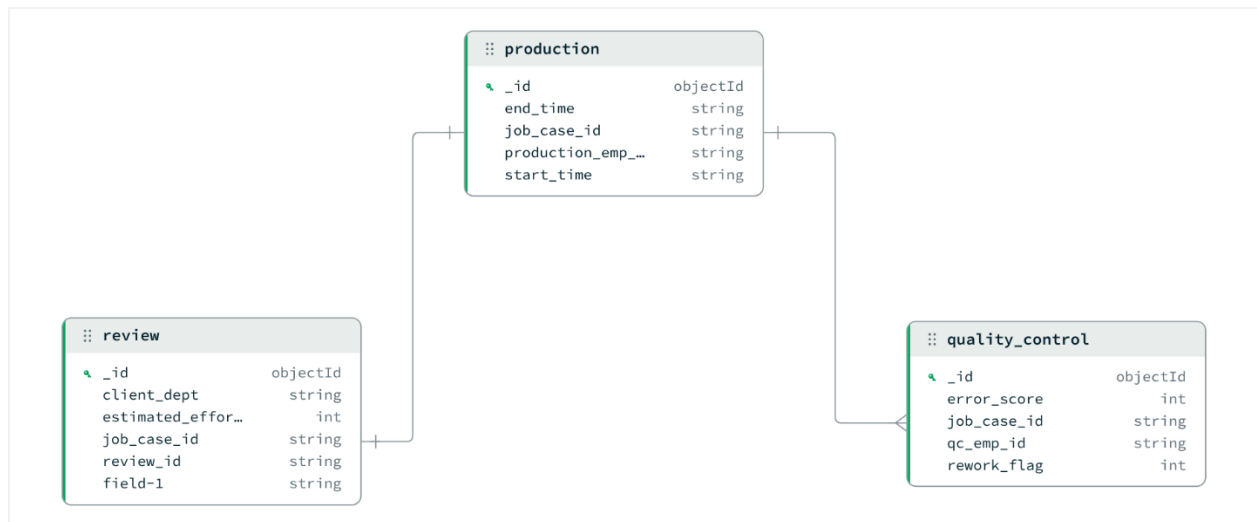 production
_id objectId
end_time string
job_case_id string
production_emp_… string
start_time string
review
_id objectId
client_dept string
estimated_effor… int
job_case_id string
review_id string
field-1 string
quality_control
_id objectId
error_score int
job_case_id string
qc_emp_id string
rework_flag int